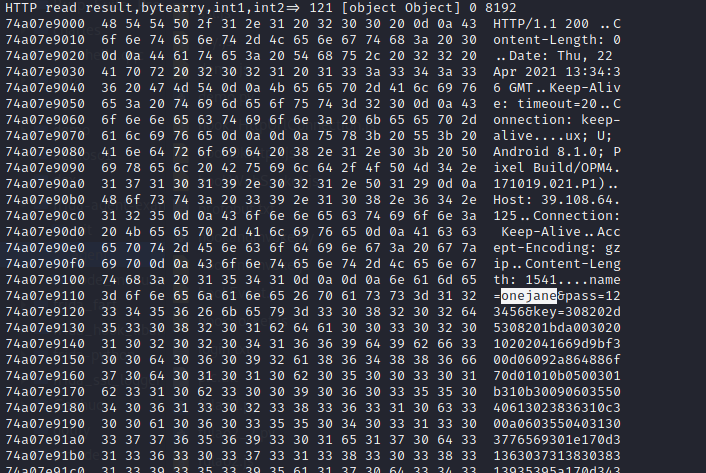 HTTP read result,bytearry,int1,int2=> 121 [object Object] 0 8192
74a07e9000 48 54 54 50 2f 31 2e 31 20 32 30 30 20 0d 0a 43 HTTP/1.1 200 ..C
74a07e9010 6f 6e 74 65 6e 74 2d 4c 65 6e 67 74 68 3a 20 30 ontent-Length: 0
74a07e9020 0d 0a 44 61 74 65 3a 20 54 68 75 2c 20 32 32 20 ..Date: Thu, 22
74a07e9030 41 70 72 20 32 30 32 31 20 31 33 3a 33 34 3a 33 Apr 2021 13:34:3
74a07e9040 36 20 47 4d 54 0d 0a 4b 65 65 70 2d 41 6c 69 76 6 GMT..Keep-Aliv
74a07e9050 65 3a 20 74 69 6d 65 6f 75 74 3d 32 30 0d 0a 43 e: timeout=20..C
74a07e9060 6f 6e 6e 65 63 74 69 6f 6e 3a 20 6b 65 65 70 2d onnection: keep-
74a07e9070 61 6c 69 76 65 0d 0a 0d 0a 75 78 3b 20 55 3b 20 alive....ux; U;
74a07e9080 41 6e 64 72 6f 69 64 20 38 2e 31 2e 30 3b 20 50 Android 8.1.0; P
74a07e9090 69 78 65 6c 20 42 75 69 6c 64 2f 4f 50 4d 34 2e ixel Build/OPM4.
74a07e90a0 31 37 31 30 31 39 2e 30 32 31 2e 50 31 29 0d 0a 171019.021.P1)..
74a07e90b0 48 6f 73 74 3a 20 33 39 2e 31 30 38 2e 36 34 2e Host: 39.108.64.
74a07e90c0 31 32 35 0d 0a 43 6f 6e 6e 65 63 74 69 6f 6e 3a 125..Connection:
74a07e90d0 20 4b 65 65 70 2d 41 6c 69 76 65 0d 0a 41 63 63 Keep-Alive..Acc
74a07e90e0 65 70 74 2d 45 6e 63 6f 64 69 6e 67 3a 20 67 7a ept-Encoding: gz
74a07e90f0 69 70 0d 0a 43 6f 6e 74 65 6e 74 2d 4c 65 6e 67 ip..Content-Leng
74a07e9100 74 68 3a 20 31 35 34 31 0d 0a 0d 0a 6e 61 6d 65 th: 1541....name
74a07e9110 3d 6f 6e 65 6a 61 6e 65 26 70 61 73 73 3d 31 32 =onejane&pass=12
74a07e9120 33 34 35 36 26 6b 65 79 3d 33 30 38 32 30 32 64 3456&key=308202d
74a07e9130 35 33 30 38 32 30 31 62 64 61 30 30 33 30 32 30 5308201bda003020
74a07e9140 31 30 32 30 32 30 34 31 36 36 39 64 39 62 66 33 10202041669d9bf3
74a07e9150 30 30 64 30 36 30 39 32 61 38 36 34 38 38 36 66 00d06092a864886f
74a07e9160 37 30 64 30 31 30 31 30 62 30 35 30 30 33 30 31 70d01010b0500301
74a07e9170 62 33 31 30 62 33 30 30 39 30 36 30 33 35 35 30 b310b30090603550
74a07e9180 34 30 36 31 33 30 32 33 38 33 36 33 31 30 63 33 40613023836310c3
74a07e9190 30 30 61 30 36 30 33 35 35 30 34 30 33 31 33 30 00a0603550403130
74a07e91a0 33 37 37 36 35 36 39 33 30 31 65 31 37 30 64 33 3776569301e170d3
74a07e91b0 31 33 36 30 33 37 33 31 33 38 33 30 33 38 33 33 1360373138303833